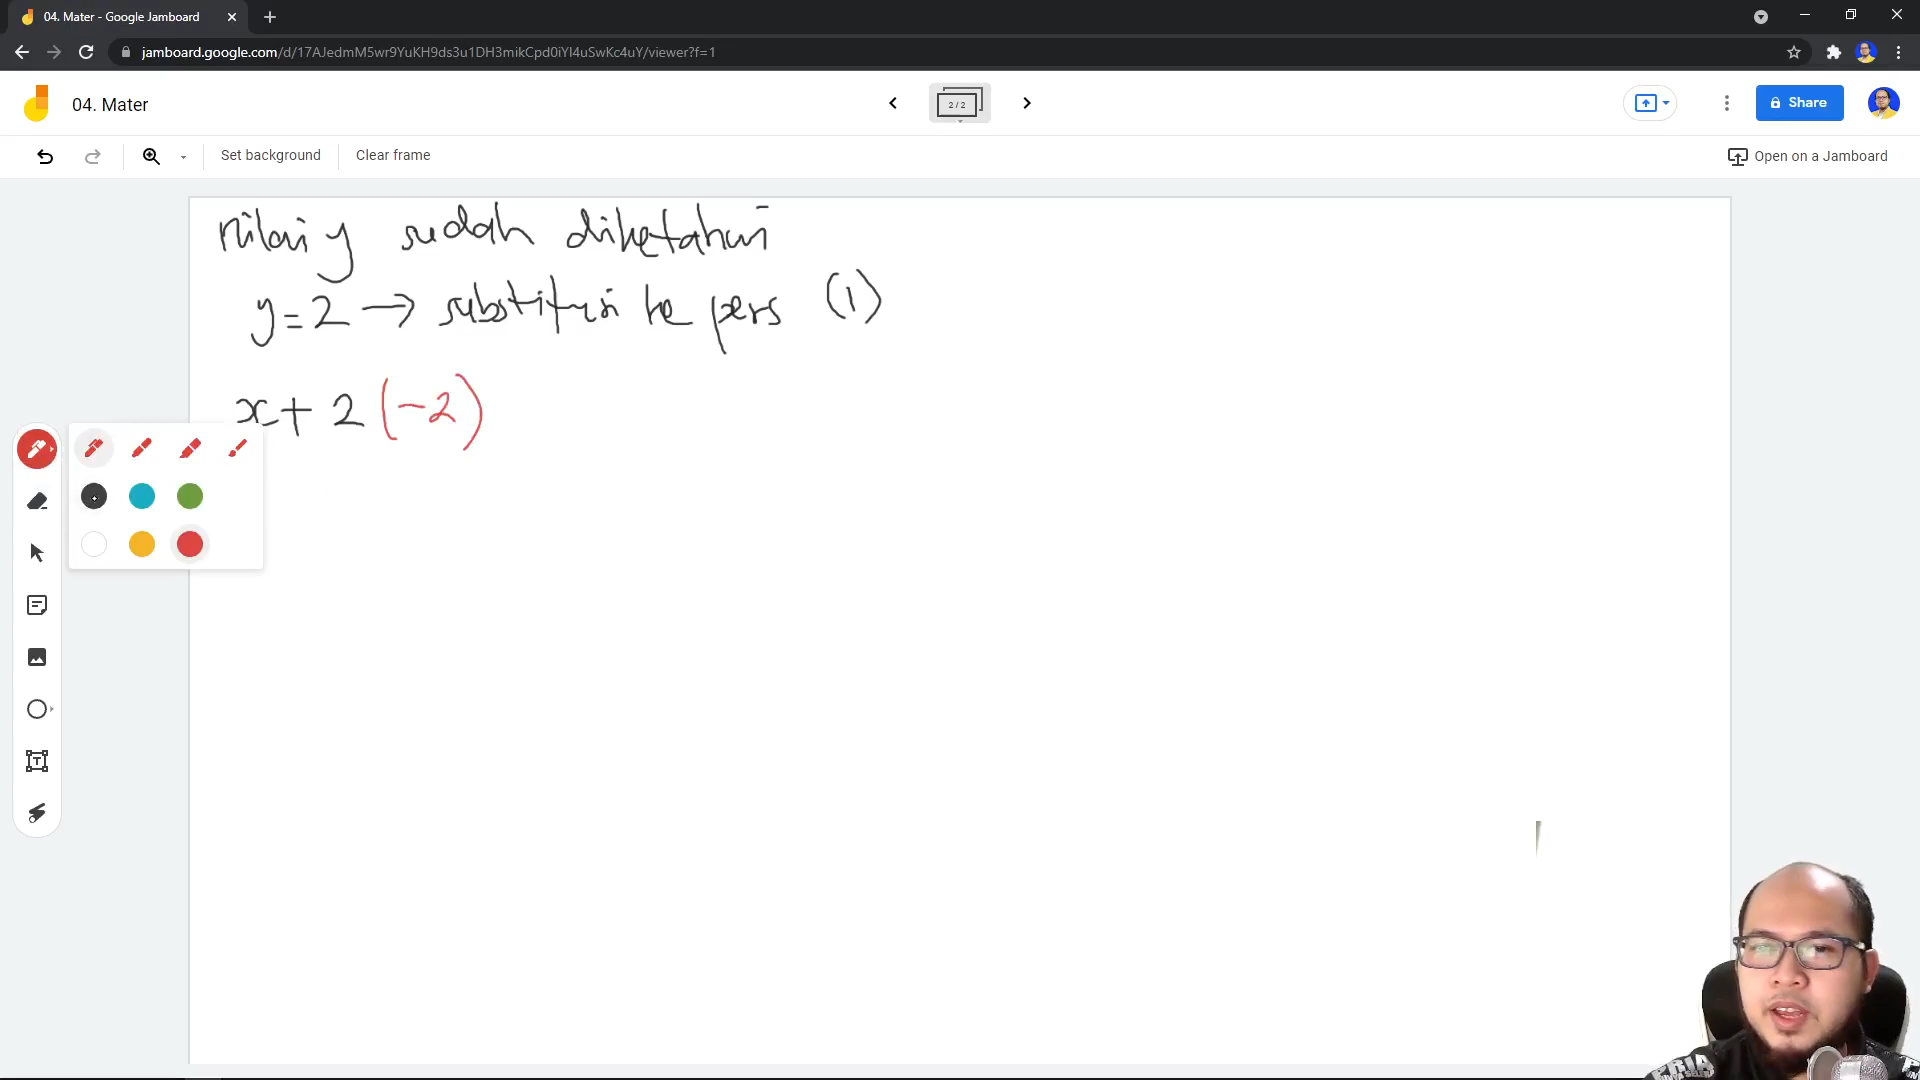 04. Mater - Google Jamboard
jamboard.google.com/d/17AJedmM5wr9YuKH9ds3u1DH3mikCpd0iYl4uSwKc4uY/viewer?f=1
04. Mater
2 / 2
Share
Set background
Clear frame
Open on a Jamboard
nilai y sudah diketahui
y = 2 → substitusi ke pers (1)
x + 2 (-2)